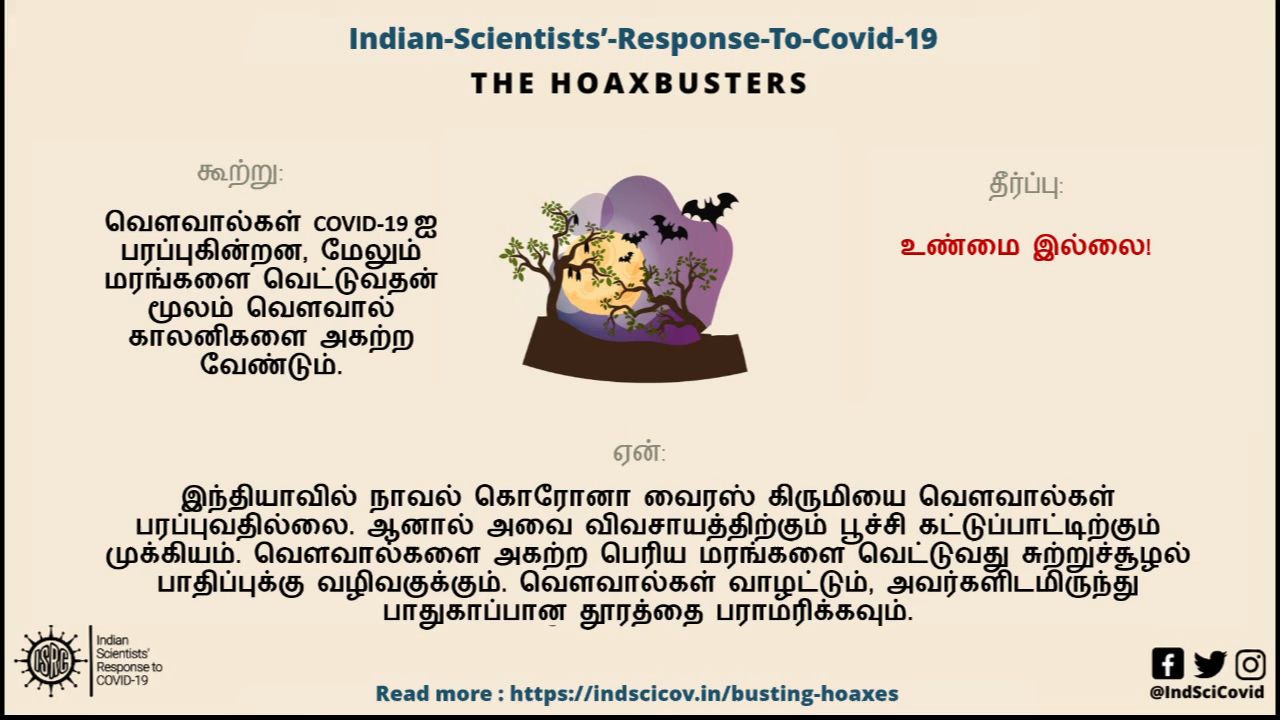 Indian-Scientists’-Response-To-Covid-19
THE HOAXBUSTERS
கூற்று:
வௌவால்கள் COVID-19 ஐ
பரப்புகின்றன, மேலும்
மரங்களை வெட்டுவதன்
மூலம் வௌவால்
காலனிகளை அகற்ற
வேண்டும்.
தீர்ப்பு:
உண்மை இல்லை!
ஏன்:
இந்தியாவில் நாவல் கொரோனா வைரஸ் கிருமியை வௌவால்கள்
பரப்புவதில்லை. ஆனால் அவை விவசாயத்திற்கும் பூச்சி கட்டுப்பாட்டிற்கும்
முக்கியம். வௌவால்களை அகற்ற பெரிய மரங்களை வெட்டுவது சுற்றுச்சூழல்
பாதிப்புக்கு வழிவகுக்கும். வௌவால்கள் வாழட்டும், அவர்களிடமிருந்து
பாதுகாப்பான தூரத்தை பராமரிக்கவும்.
ISRC
Indian
Scientists'
Response to
COVID-19
Read more : https://indscicov.in/busting-hoaxes
@IndSciCovid